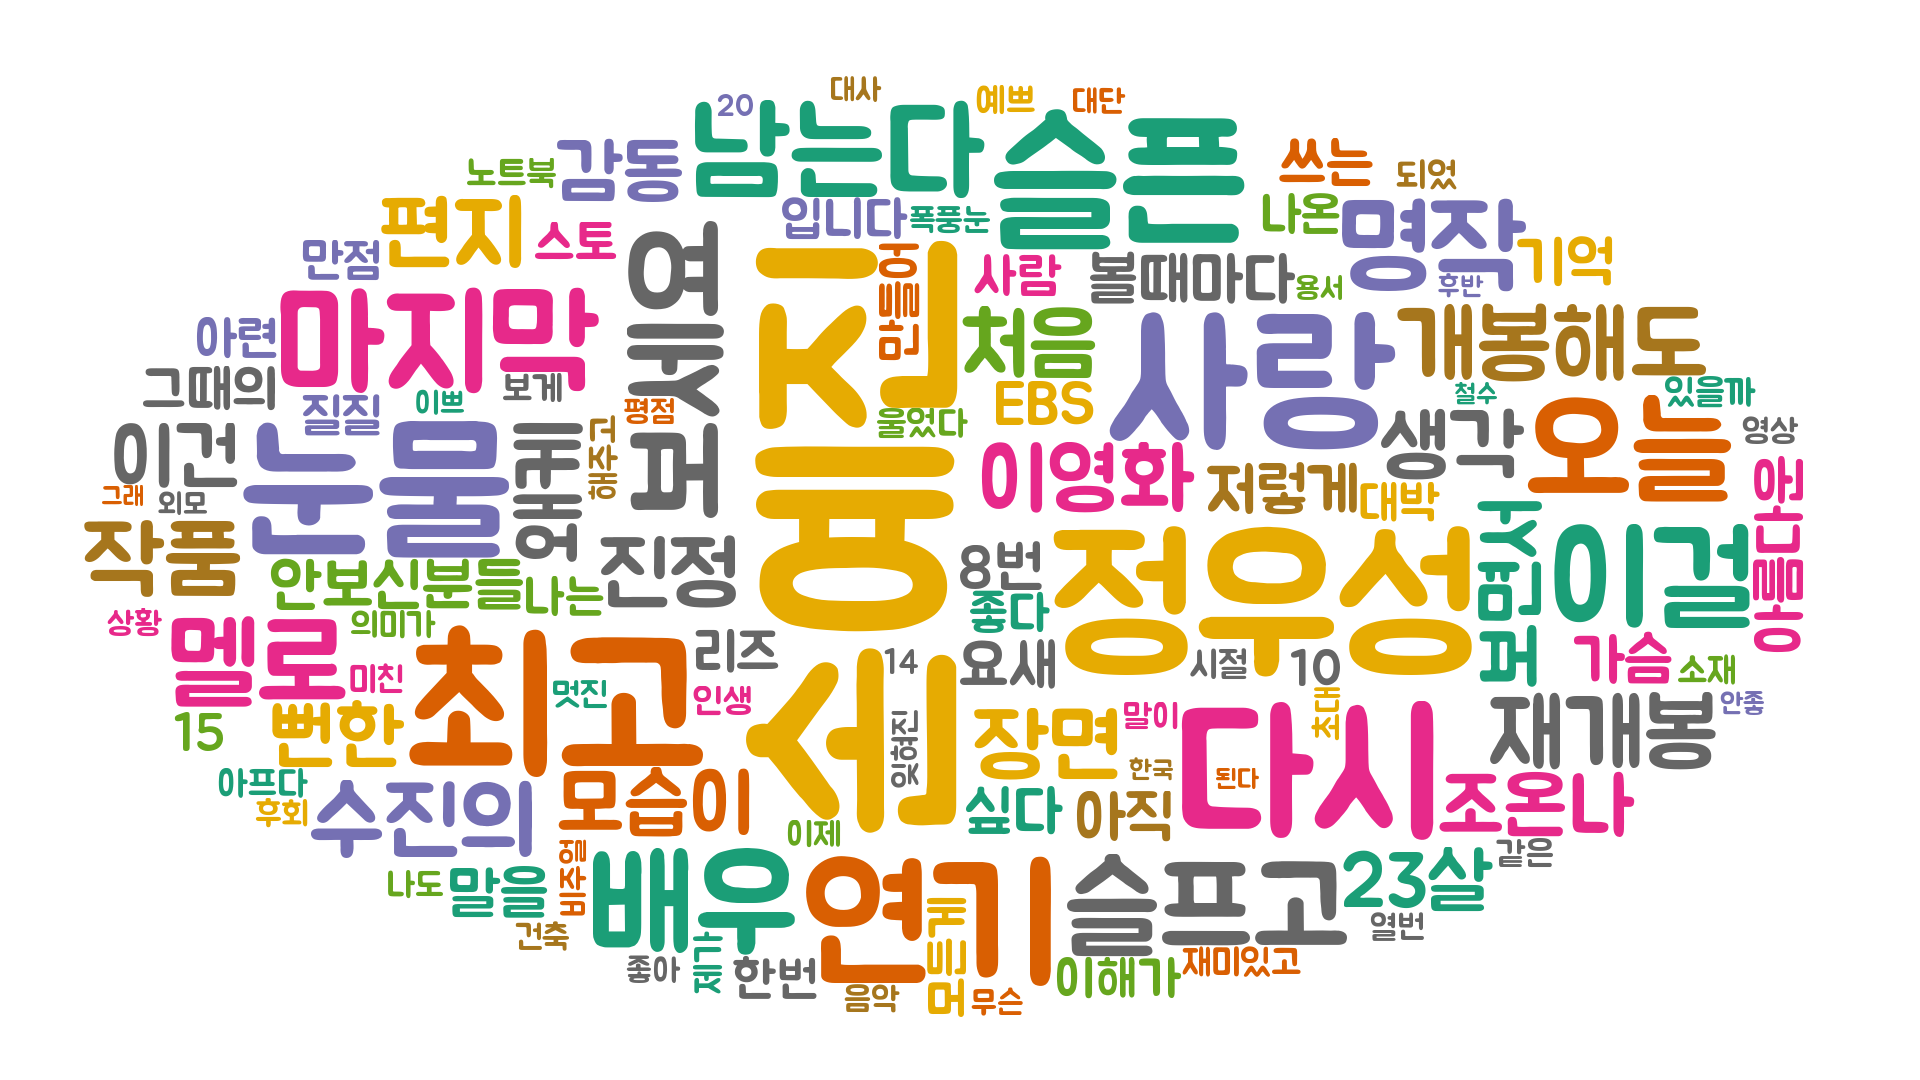 대사
20
예쁘
대단
남는다
슬픈
감동
노트북
쓰는
되었
편지
스토
입니다
폭풍눈
나온
명작
기억
만점
사람
볼때마다
용서
후반
아련
마지막
처음
사랑
개봉해도
그때의
보게
질질
이쁘
평점
EBS
울었다
철수
있을까
이건
눈물
해주고
손예진
이영화
저렇게
대박
생각
오늘
영상
그래
외모
작품
진정
8번
정우성
면서
이걸
안보신분들
나는
좋다
상황
의미가
멜로
최고
리즈
14
요새
시절
10
가슴
소재
미친
멋진
인생
15
뻔한
잊혀진
장면
말이
초대
다시
재개봉
안좋
한국
된다
아프다
후회
수진의
모습이
이제
싶다
아직
조온나
비주얼
배우
연기
슬프고
23살
같은
나도
말을
열번
건축
좋아
한번
이해가
재미있고
음악
무슨